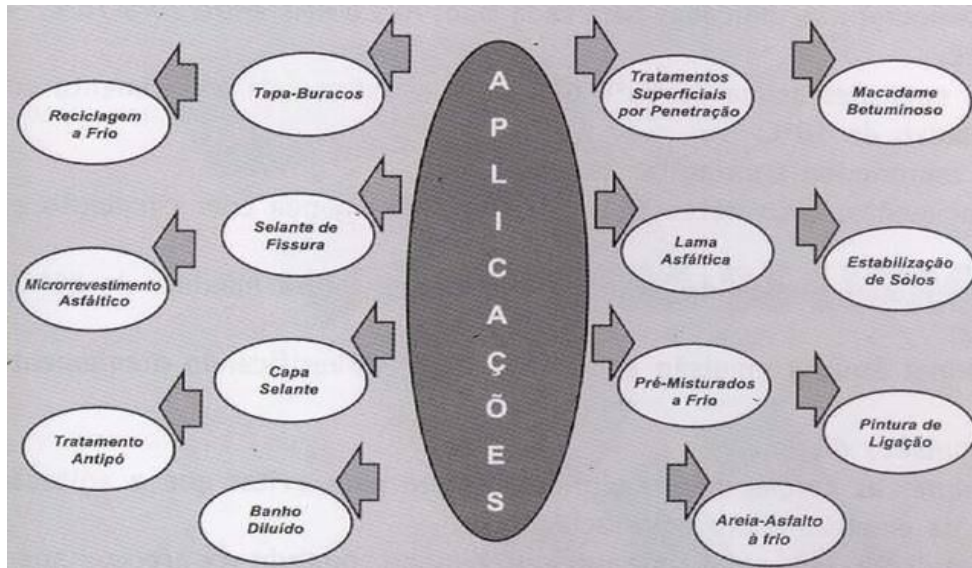 APLICAÇÕES
Tapa-Buracos
Reciclagem
a Frio
Selante de
Fissura
Microrrevestimento
Asfáltico
Capa
Selante
Tratamento
Antipó
Banho
Diluído
Tratamentos
Superficiais
por Penetração
Macadame
Betuminoso
Lama
Asfáltica
Estabilização
de Solos
Pré-Misturados
a Frio
Pintura de
Ligação
Areia-Asfalto
à frio